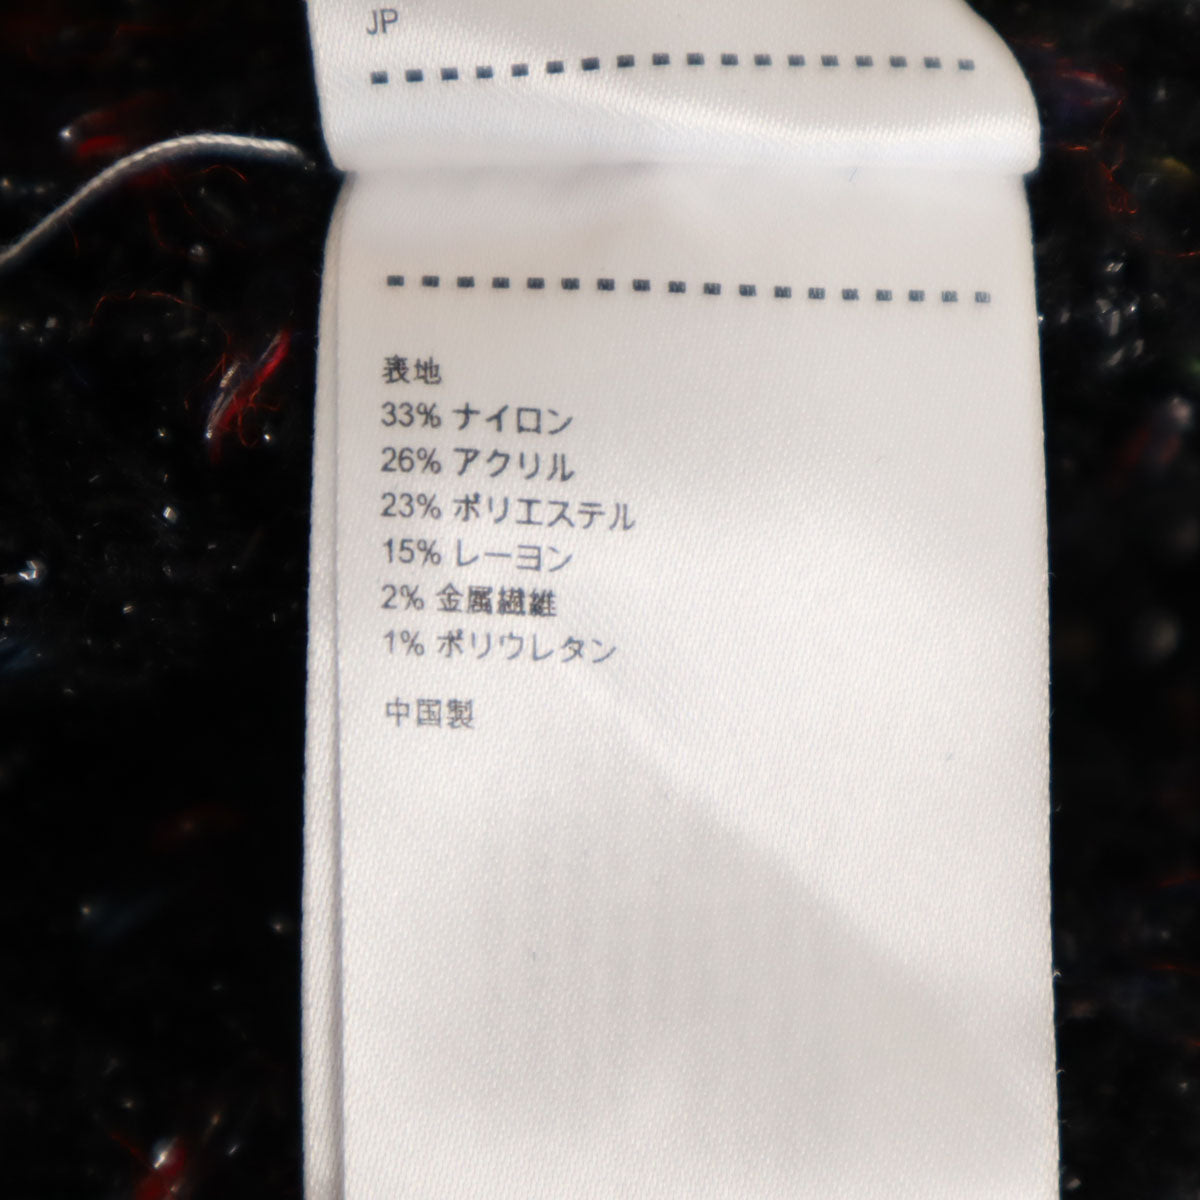 JP
表地
33% ナイロン
26% アクリル
23% ポリエステル
15% レーヨン
2% 金属繊維
1% ポリウレタン
中国製